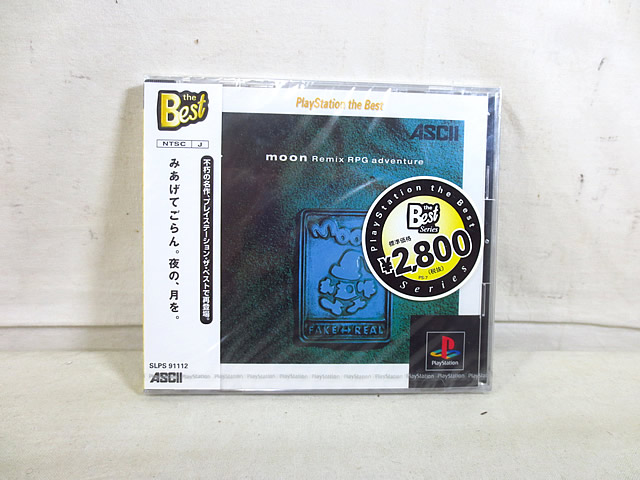 the
Best
NTSC J
不朽の名作、プレイステーション・ザ・ベストで再登場。
みあげてごらん。夜の、月を。
SLPS 91112
ASCII
PlayStation the Best
ASCII
moon Remix RPG adventure
Moon
FAKE REAL
PlayStation the Best
the
Best
Series
標準価格
¥2,800
(税抜)
Series
PlayStation